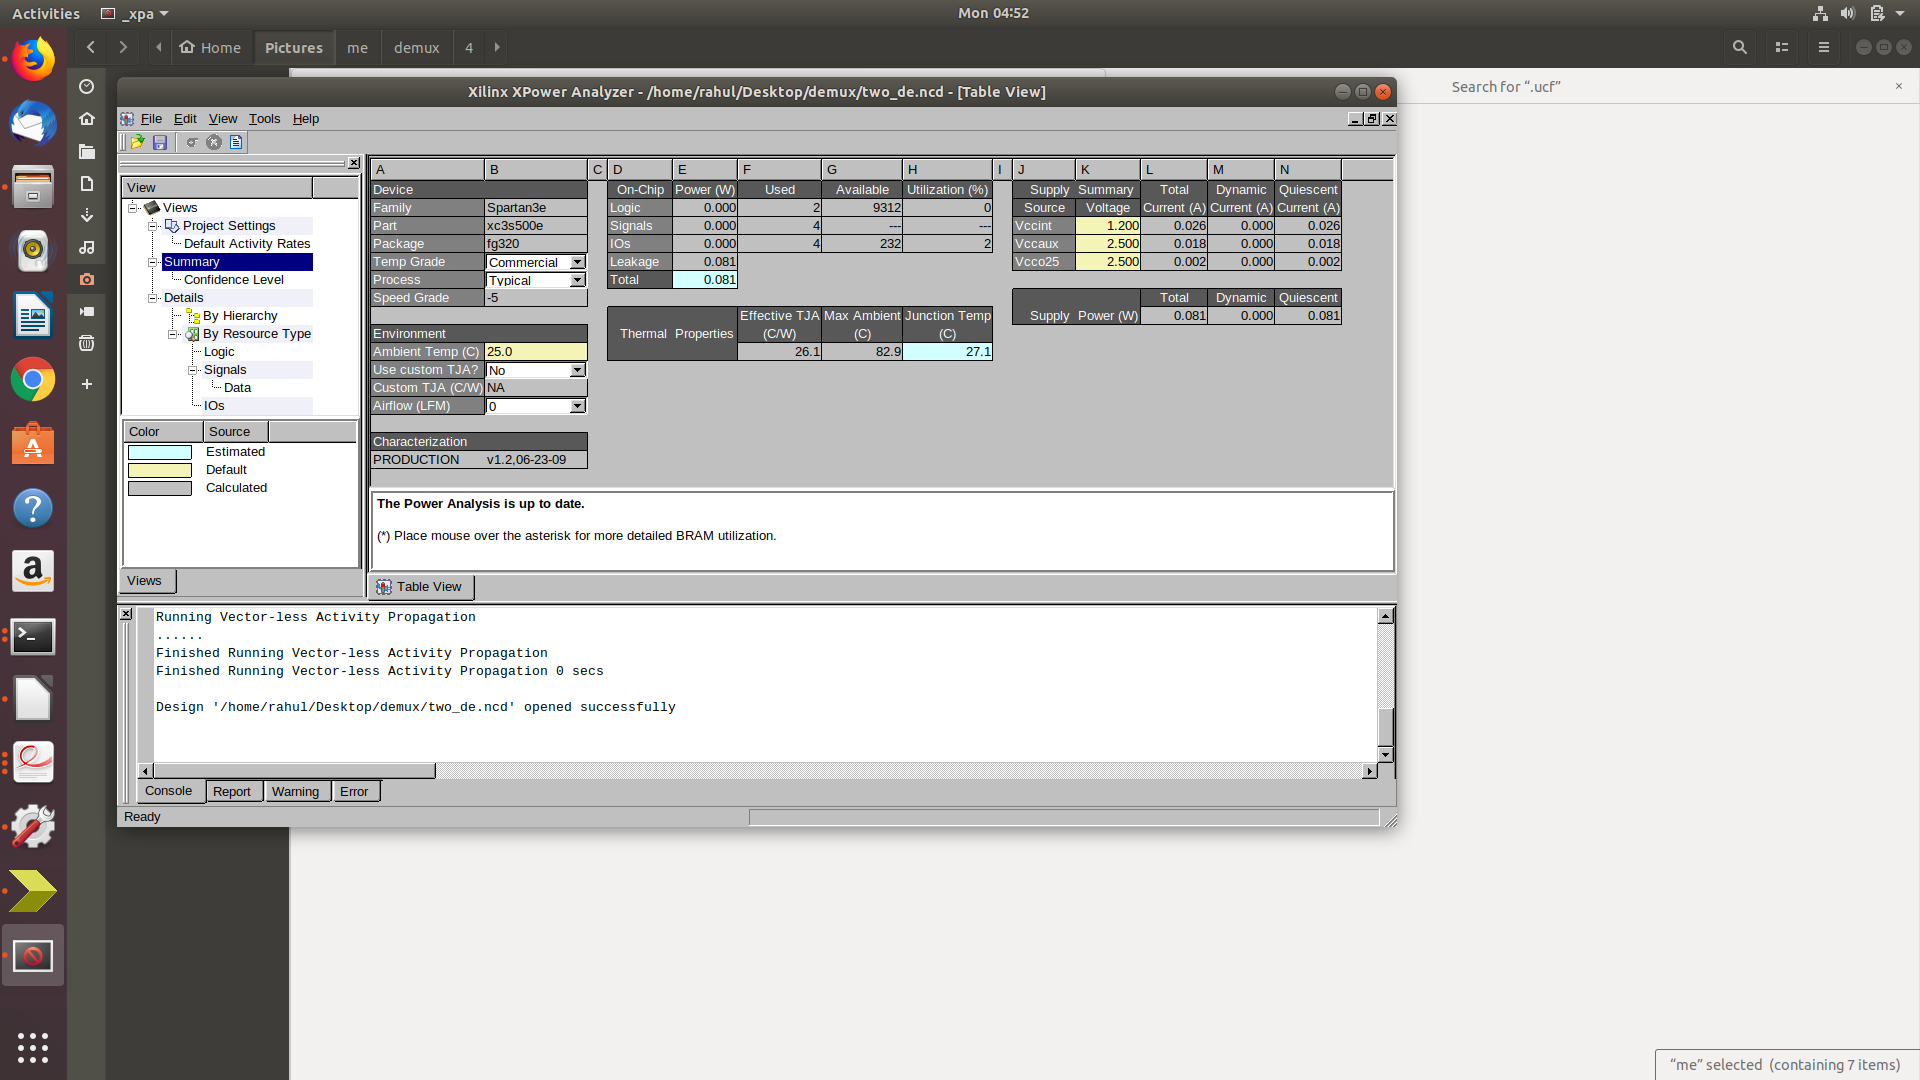 Activities
_xpa
Mon 04:52
Home
Pictures
me
demux
4
Search for “.ucf”
Xilinx XPower Analyzer - /home/rahul/Desktop/demux/two_de.ncd - [Table View]
File Edit View Tools Help
View
Views
Project Settings
Default Activity Rates
Summary
Confidence Level
Details
By Hierarchy
By Resource Type
Logic
Signals
Data
IOs
Color Source
Estimated
Default
Calculated
Views
A B C D E F G H I J K L M N
Device
Family Spartan3e
Part xc3s500e
Package fg320
Temp Grade Commercial
Process Typical
Speed Grade -5
Environment
Ambient Temp (C) 25.0
Use custom TJA? No
Custom TJA (C/W) NA
Airflow (LFM) 0
Characterization
PRODUCTION v1.2,06-23-09
On-Chip Power (W) Used Available Utilization (%)
Logic 0.000 2 9312 0
Signals 0.000 4 --- ---
IOs 0.000 4 232 2
Leakage 0.081
Total 0.081
Effective TJA Max Ambient Junction Temp
Thermal Properties (C/W) (C) (C)
26.1 82.9 27.1
Supply Summary Total Dynamic Quiescent
Source Voltage Current (A) Current (A) Current (A)
Vccint 1.200 0.026 0.000 0.026
Vccaux 2.500 0.018 0.000 0.018
Vcco25 2.500 0.002 0.000 0.002
Total Dynamic Quiescent
Supply Power (W) 0.081 0.000 0.081
The Power Analysis is up to date.
(*) Place mouse over the asterisk for more detailed BRAM utilization.
Table View
Running Vector-less Activity Propagation
......
Finished Running Vector-less Activity Propagation
Finished Running Vector-less Activity Propagation 0 secs
Design '/home/rahul/Desktop/demux/two_de.ncd' opened successfully
Console Report Warning Error
Ready
“me” selected (containing 7 items)